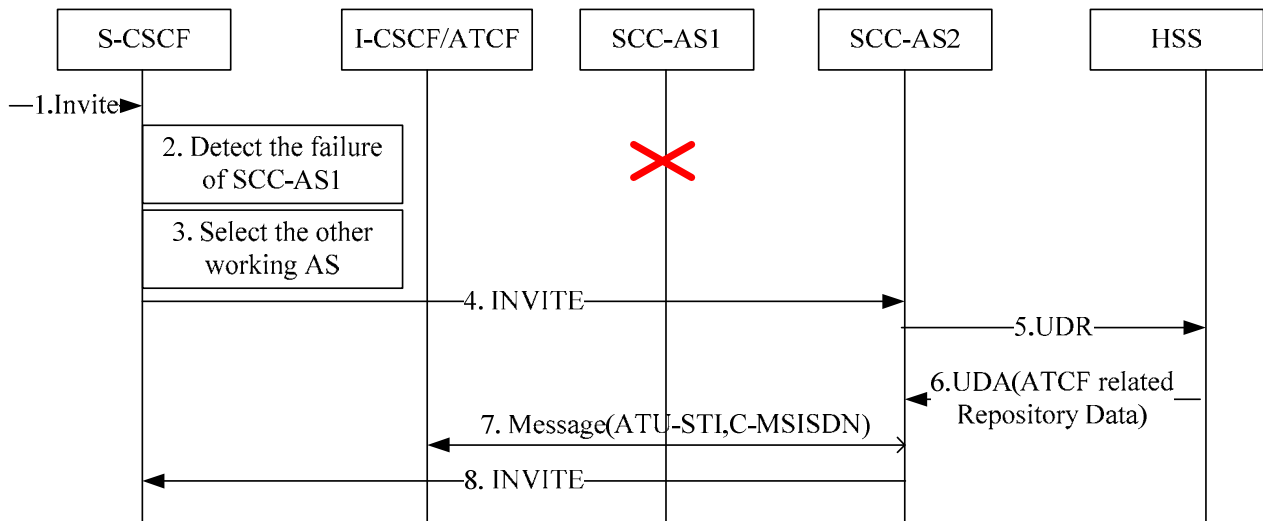 S-CSCF
I-CSCF/ATCF
SCC-AS1
SCC-AS2
HSS
1.Invite
2. Detect the failure
of SCC-AS1
3. Select the other
working AS
4. INVITE
5.UDR
6.UDA(ATCF related
Repository Data)
7. Message(ATU-STI,C-MSISDN)
8. INVITE